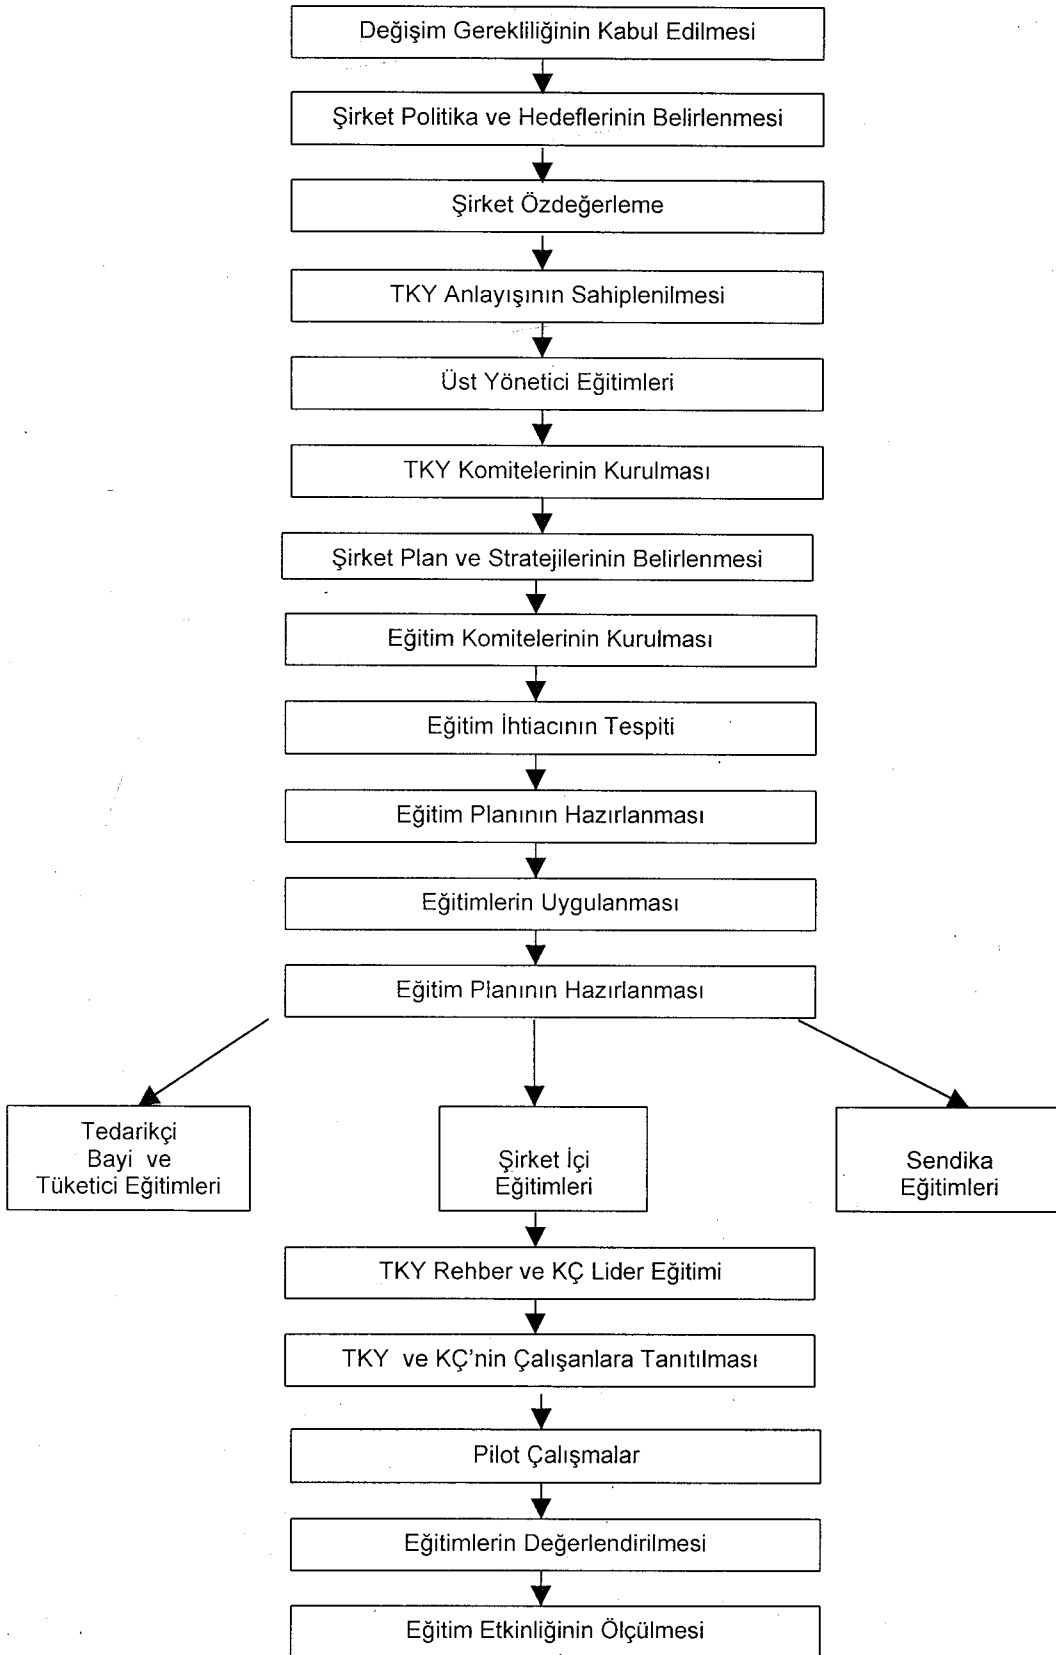 Değişim Gerekliliğinin Kabul Edilmesi
Şirket Politika ve Hedeflerinin Belirlenmesi
Şirket Özdeğerleme
TKY Anlayışının Sahiplenilmesi
Üst Yönetici Eğitimleri
TKY Komitelerinin Kurulması
Şirket Plan ve Stratejilerinin Belirlenmesi
Eğitim Komitelerinin Kurulması
Eğitim İhtiacının Tespiti
Eğitim Planının Hazırlanması
Eğitimlerin Uygulanması
Eğitim Planının Hazırlanması
Tedarikçi
Bayi ve
Tüketici Eğitimleri
Şirket İçi
Eğitimleri
Sendika
Eğitimleri
TKY Rehber ve KÇ Lider Eğitimi
TKY ve KÇ'nin Çalışanlara Tanıtılması
Pilot Çalışmalar
Eğitimlerin Değerlendirilmesi
Eğitim Etkinliğinin Ölçülmesi